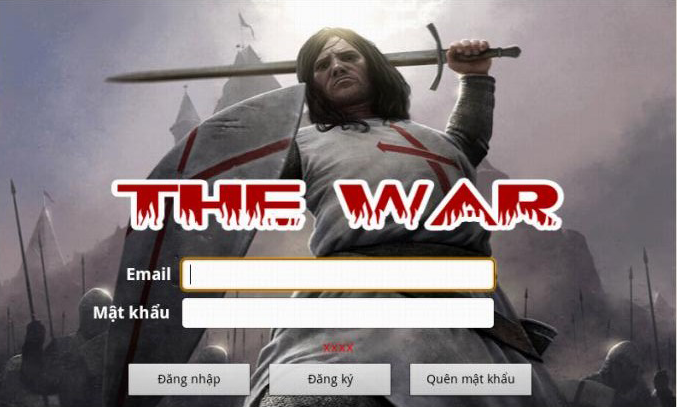 THE WAR
Email
Mật khẩu
xxxx
Đăng nhập
Đăng ký
Quên mật khẩu